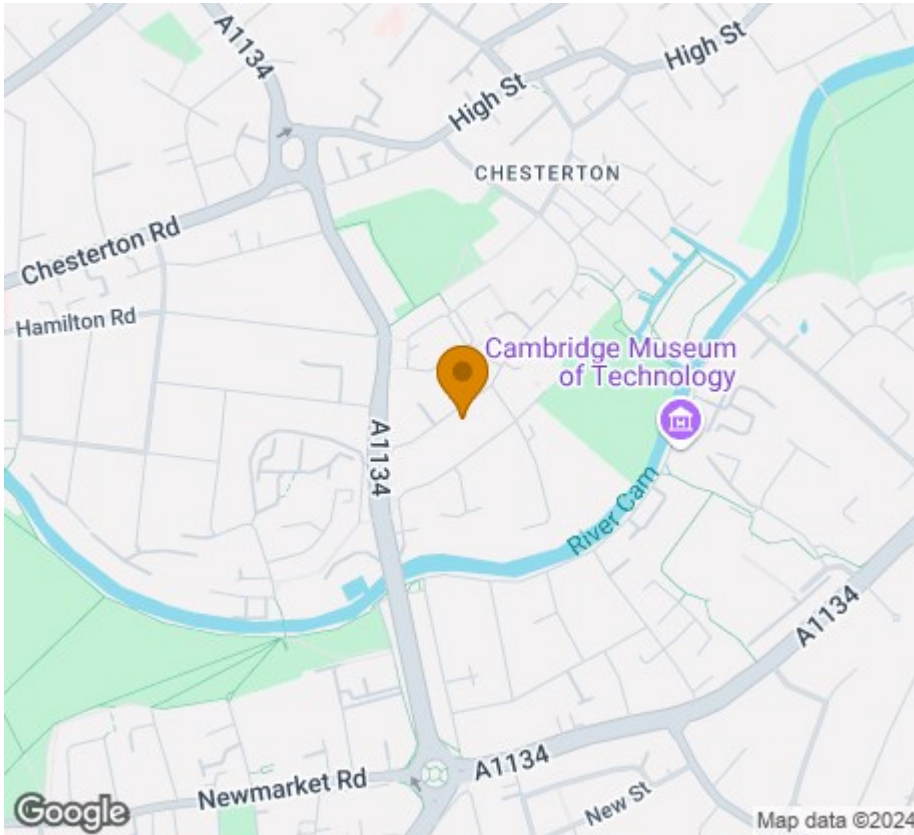 A1134
High St
High St
CHESTERTON
Chesterton Rd
Hamilton Rd
Cambridge Museum
of Technology
A1134
River Cam
A1134
A1134
Newmarket Rd
New St
Google
Map data ©2024